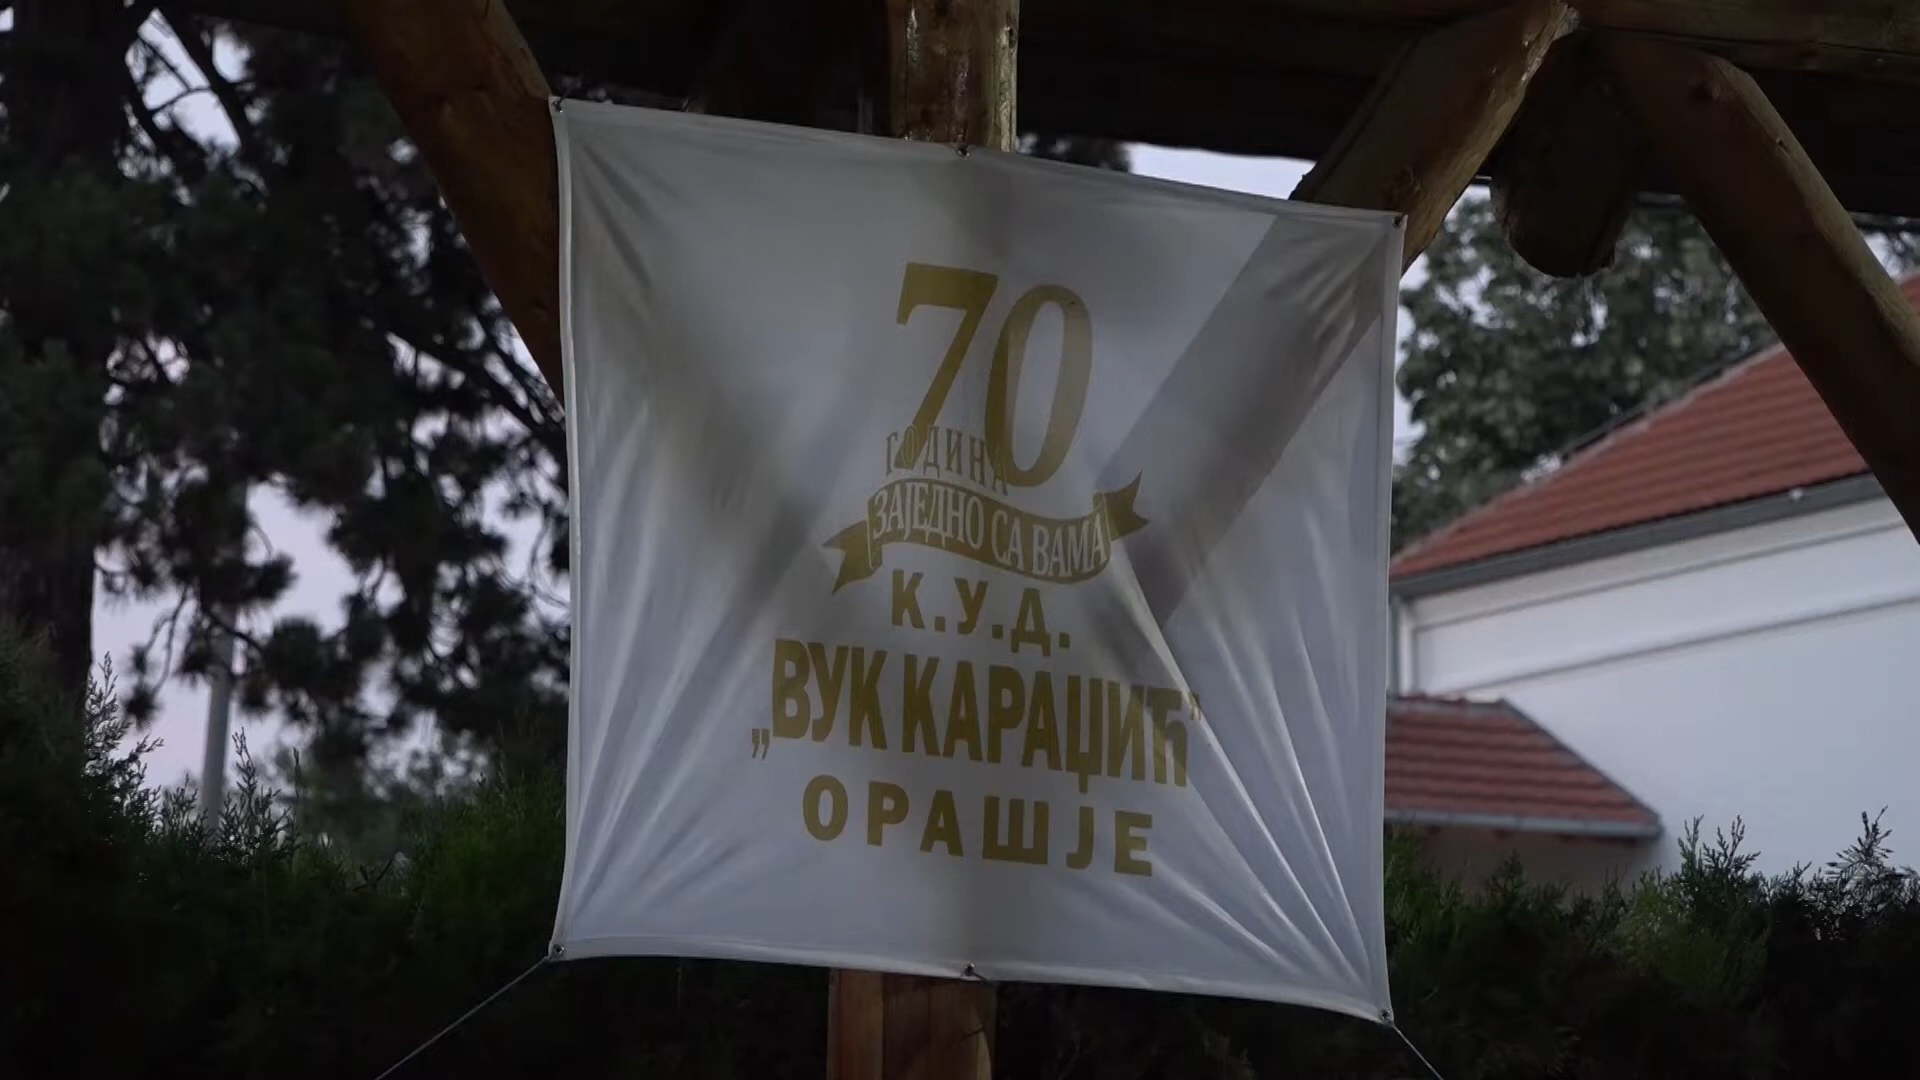 70
ГОДИНА
ЗАЈЕДНО СА ВАМА
К.У.Д.
„ВУК КАРАЏИЋ”
ОРАШЈЕ